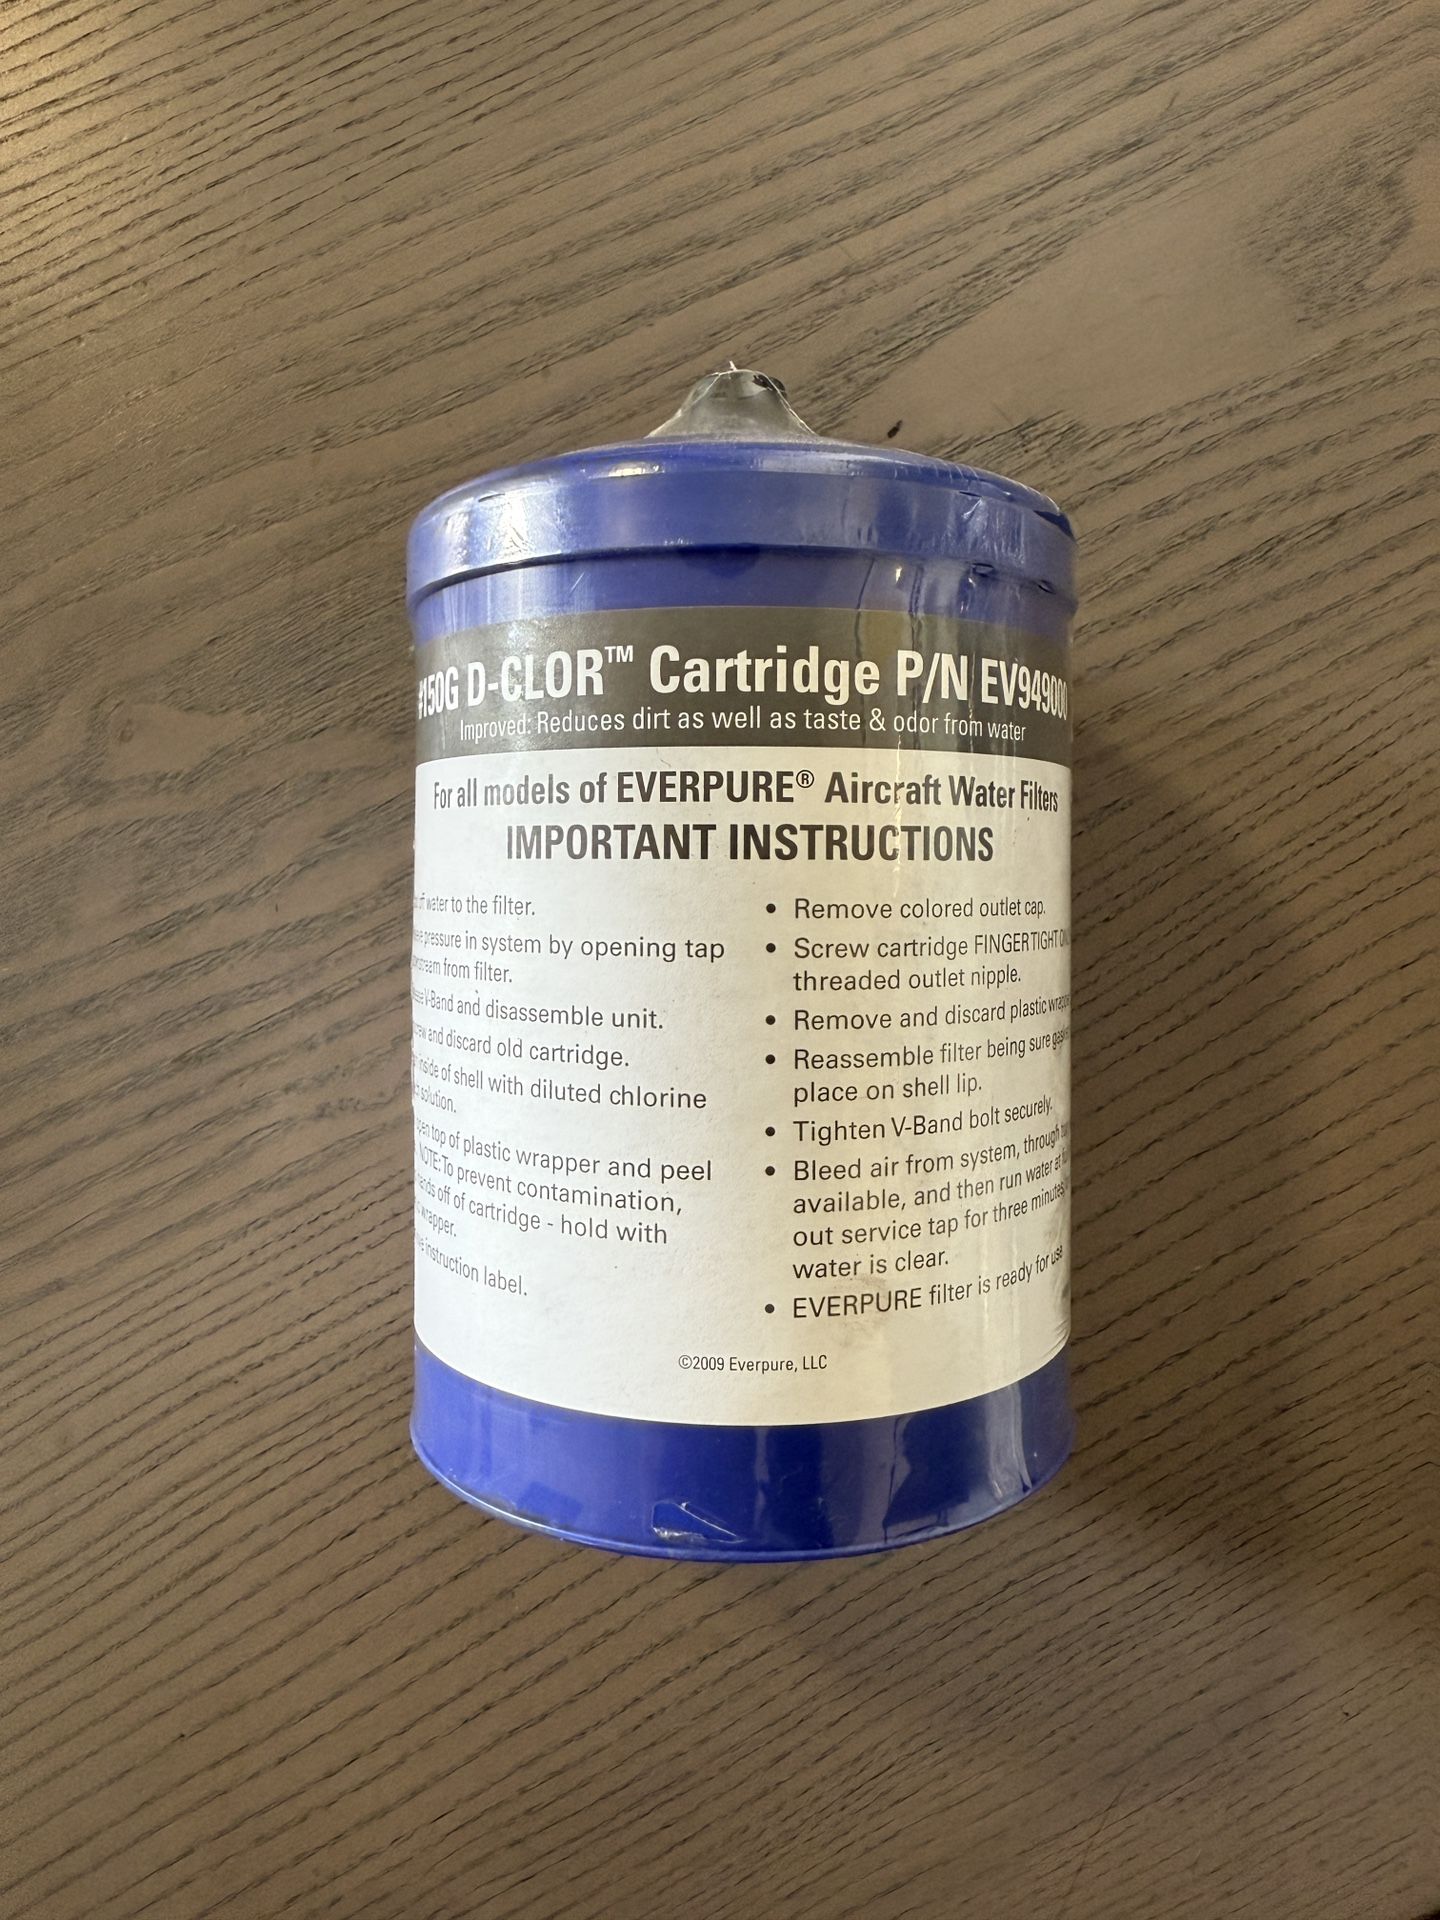 #150G D-CLOR™ Cartridge P/N EV949000
Improved: Reduces dirt as well as taste & odor from water
For all models of EVERPURE® Aircraft Water Filters
IMPORTANT INSTRUCTIONS
water to the filter.
pressure in system by opening tap
from filter.
V-Band and disassemble unit.
and discard old cartridge.
inside of shell with diluted chlorine
solution.
open top of plastic wrapper and peel
NOTE: To prevent contamination,
hands off of cartridge - hold with
wrapper.
instruction label.
• Remove colored outlet cap.
• Screw cartridge FINGERTIGHT
threaded outlet nipple.
• Remove and discard plastic
• Reassemble filter being sure
place on shell lip.
• Tighten V-Band bolt securely.
• Bleed air from system, through
available, and then run water at
out service tap for three minutes
water is clear.
• EVERPURE filter is ready for use
©2009 Everpure, LLC